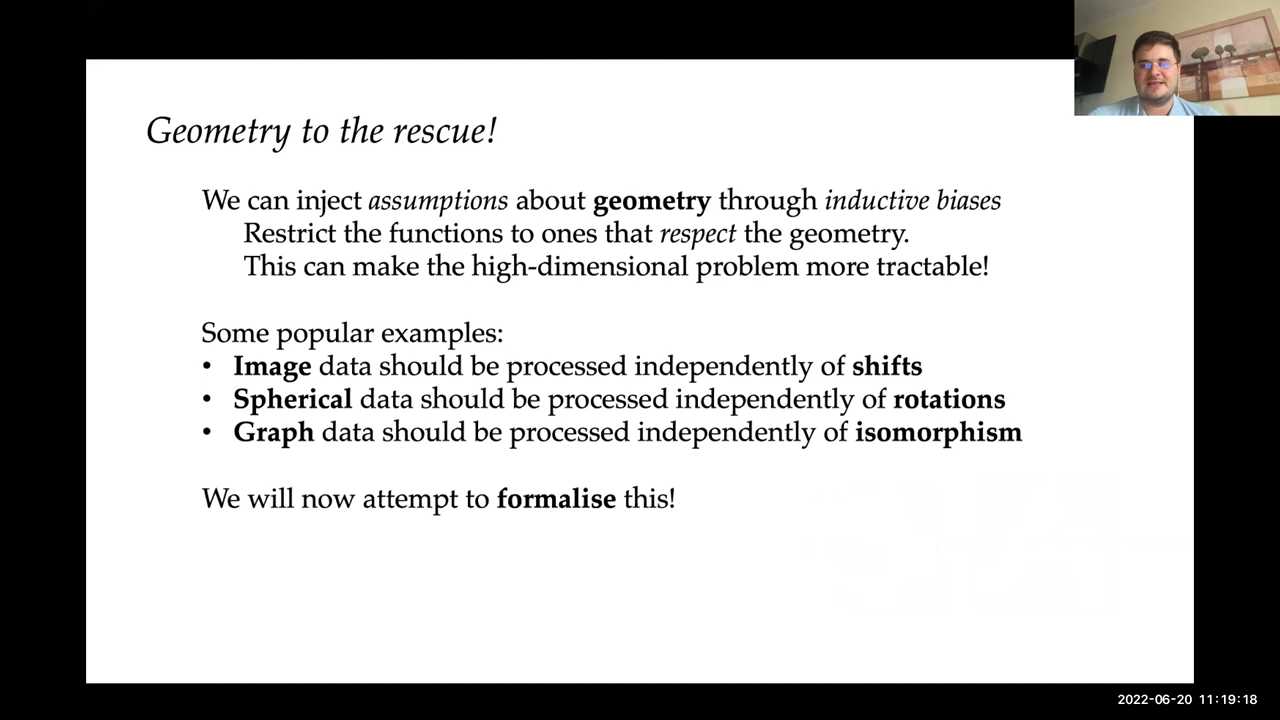 Geometry to the rescue!
We can inject assumptions about geometry through inductive biases
Restrict the functions to ones that respect the geometry.
This can make the high-dimensional problem more tractable!
Some popular examples:
• Image data should be processed independently of shifts
• Spherical data should be processed independently of rotations
• Graph data should be processed independently of isomorphism
We will now attempt to formalise this!
2022-06-20 11:19:18